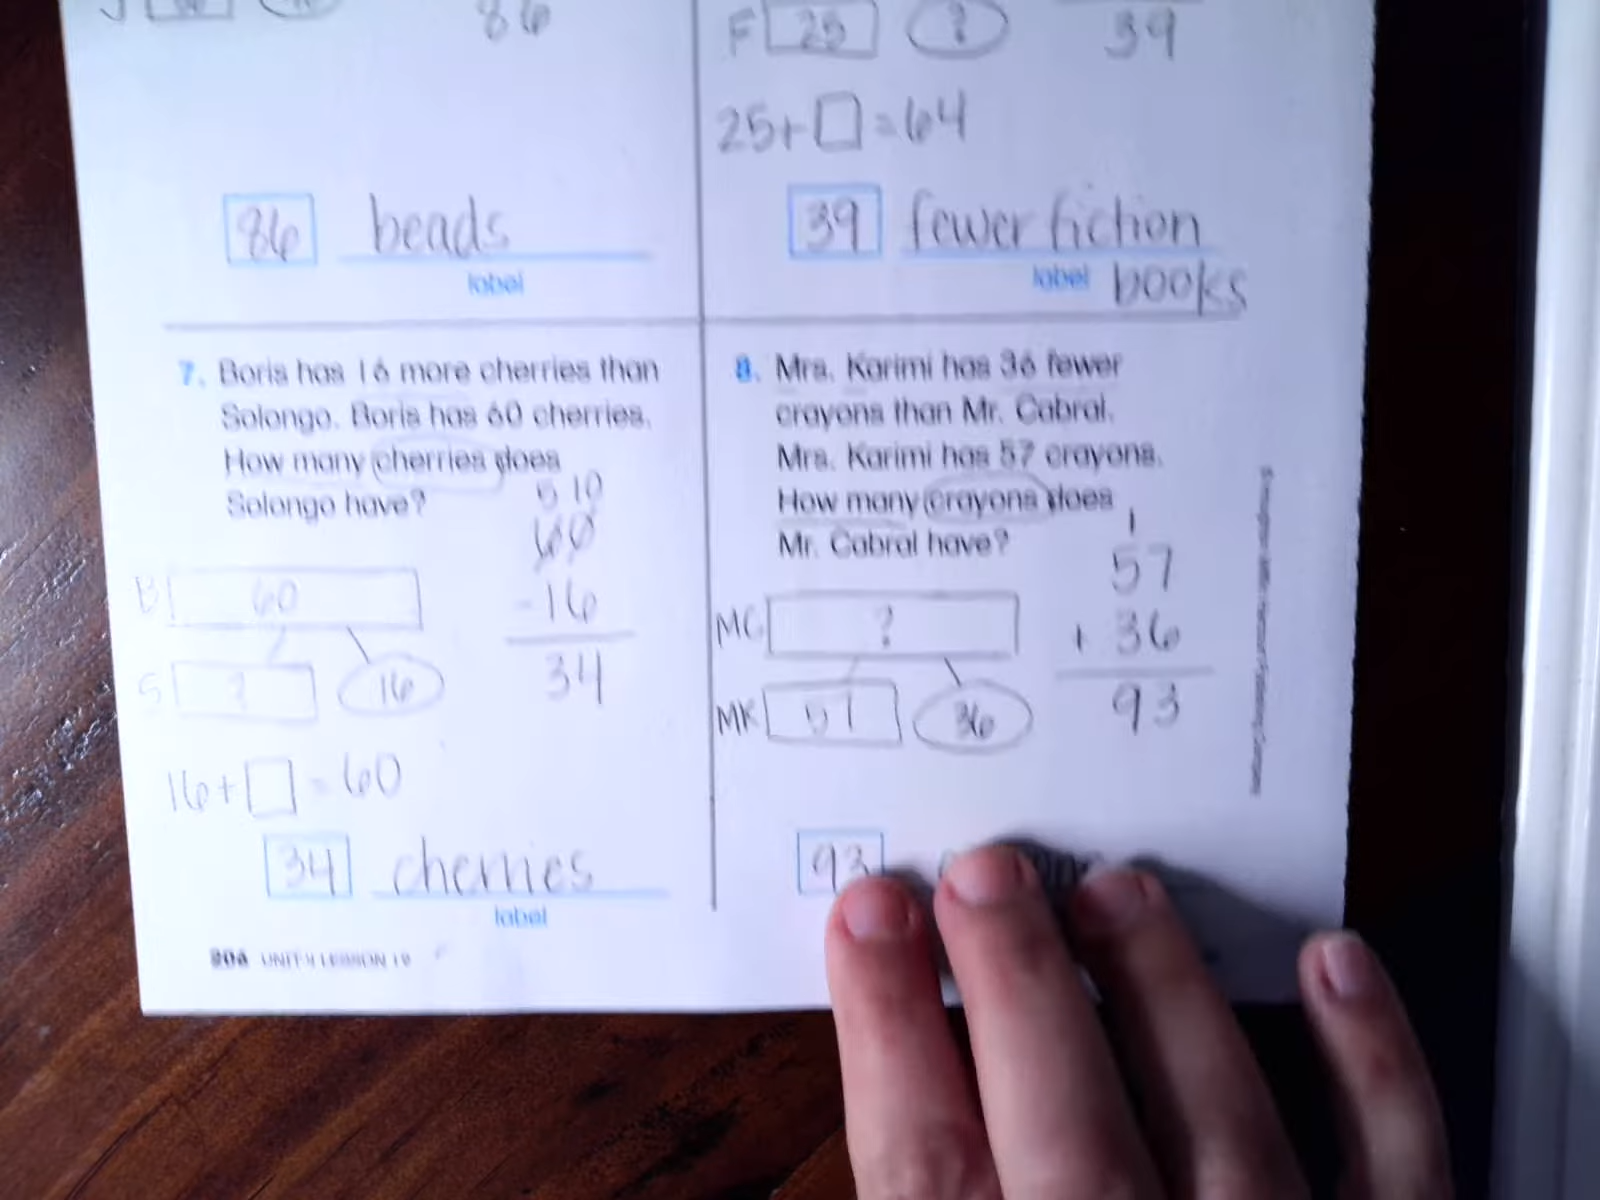 86
F 25 ? 39
25+□=64
86 beads
label
39 fewer fiction
label books
7. Boris has 16 more cherries than
Solongo. Boris has 60 cherries.
How many cherries does
Solongo have?
5 10
60
-16
34
B 60
S ? 16
16+□=60
34 cherries
label
206 UNIT 4 LESSON 19
8. Mrs. Karimi has 36 fewer
crayons than Mr. Cabral.
Mrs. Karimi has 57 crayons.
How many crayons does
Mr. Cabral have?
1
57
+ 36
93
MC ?
MK 57 36
93